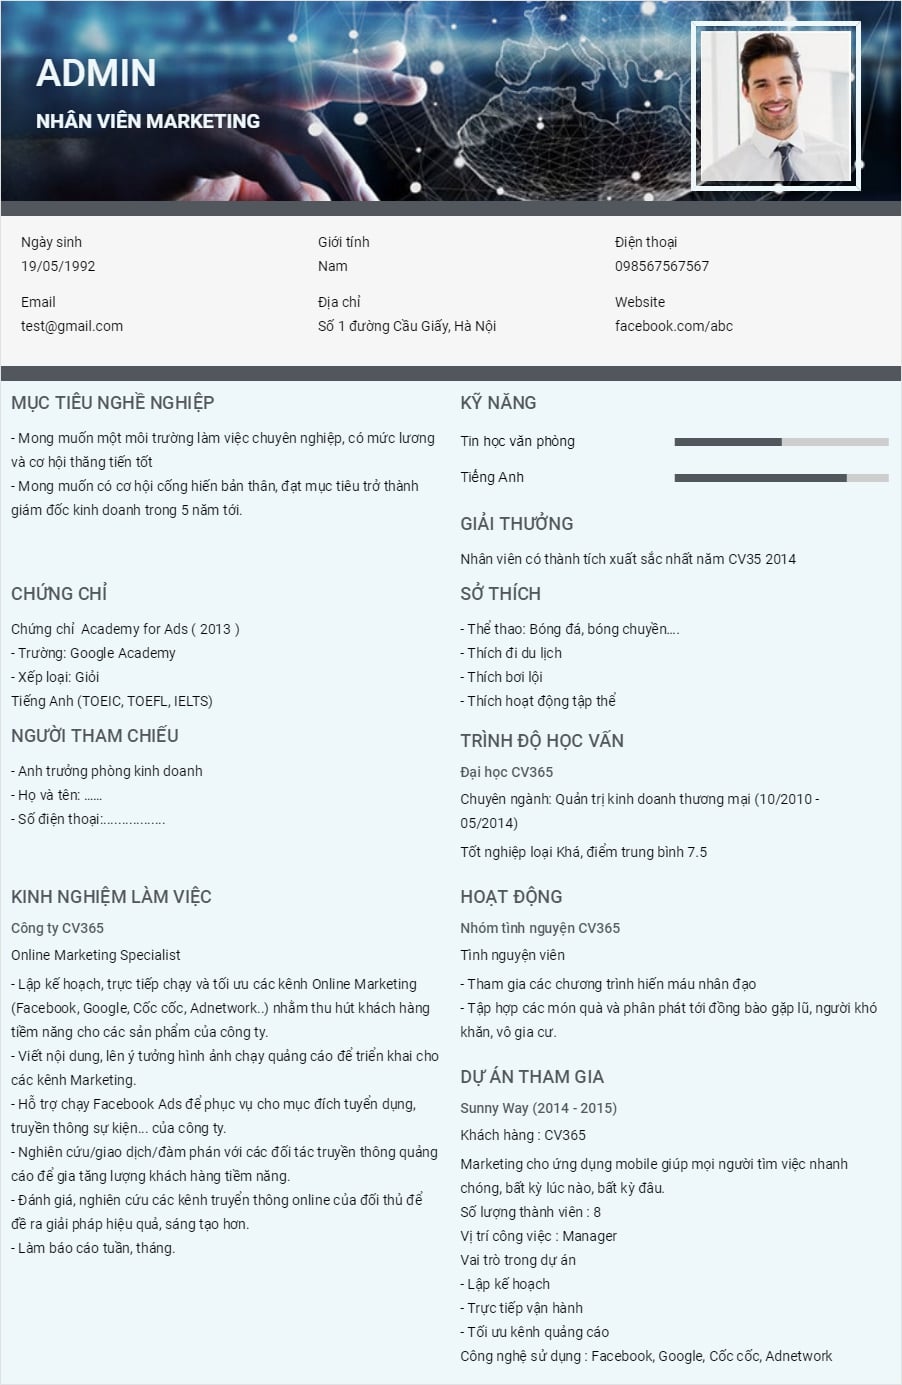 ADMIN
NHÂN VIÊN MARKETING
Ngày sinh
19/05/1992
Giới tính
Nam
Điện thoại
098567567567
Email
test@gmail.com
Địa chỉ
Số 1 đường Cầu Giấy, Hà Nội
Website
facebook.com/abc
MỤC TIÊU NGHỀ NGHIỆP
- Mong muốn một môi trường làm việc chuyên nghiệp, có mức lương
và cơ hội thăng tiến tốt
- Mong muốn có cơ hội cống hiến bản thân, đạt mục tiêu trở thành
giám đốc kinh doanh trong 5 năm tới.
KỸ NĂNG
Tin học văn phòng
Tiếng Anh
GIẢI THƯỞNG
Nhân viên có thành tích xuất sắc nhất năm CV35 2014
CHỨNG CHỈ
Chứng chỉ  Academy for Ads ( 2013 )
- Trường: Google Academy
- Xếp loại: Giỏi
Tiếng Anh (TOEIC, TOEFL, IELTS)
SỞ THÍCH
- Thể thao: Bóng đá, bóng chuyền....
- Thích đi du lịch
- Thích bơi lội
- Thích hoạt động tập thể
NGƯỜI THAM CHIẾU
- Anh trưởng phòng kinh doanh
- Họ và tên: ......
- Số điện thoại:.................
TRÌNH ĐỘ HỌC VẤN
Đại học CV365
Chuyên ngành: Quản trị kinh doanh thương mại (10/2010 -
05/2014)
Tốt nghiệp loại Khá, điểm trung bình 7.5
KINH NGHIỆM LÀM VIỆC
Công ty CV365
Online Marketing Specialist
- Lập kế hoạch, trực tiếp chạy và tối ưu các kênh Online Marketing
(Facebook, Google, Cốc cốc, Adnetwork..) nhằm thu hút khách hàng
tiềm năng cho các sản phẩm của công ty.
- Viết nội dung, lên ý tưởng hình ảnh chạy quảng cáo để triển khai cho
các kênh Marketing.
- Hỗ trợ chạy Facebook Ads để phục vụ cho mục đích tuyển dụng,
truyền thông sự kiện... của công ty.
- Nghiên cứu/giao dịch/đàm phán với các đối tác truyền thông quảng
cáo để gia tăng lượng khách hàng tiềm năng.
- Đánh giá, nghiên cứu các kênh truyển thông online của đối thủ để
đề ra giải pháp hiệu quả, sáng tạo hơn.
- Làm báo cáo tuần, tháng.
HOẠT ĐỘNG
Nhóm tình nguyện CV365
Tình nguyện viên
- Tham gia các chương trình hiến máu nhân đạo
- Tập hợp các món quà và phân phát tới đồng bào gặp lũ, người khó
khăn, vô gia cư.
DỰ ÁN THAM GIA
Sunny Way (2014 - 2015)
Khách hàng : CV365
Marketing cho ứng dụng mobile giúp mọi người tìm việc nhanh
chóng, bất kỳ lúc nào, bất kỳ đâu.
Số lượng thành viên : 8
Vị trí công việc : Manager
Vai trò trong dự án
- Lập kế hoạch
- Trực tiếp vận hành
- Tối ưu kênh quảng cáo
Công nghệ sử dụng : Facebook, Google, Cốc cốc, Adnetwork